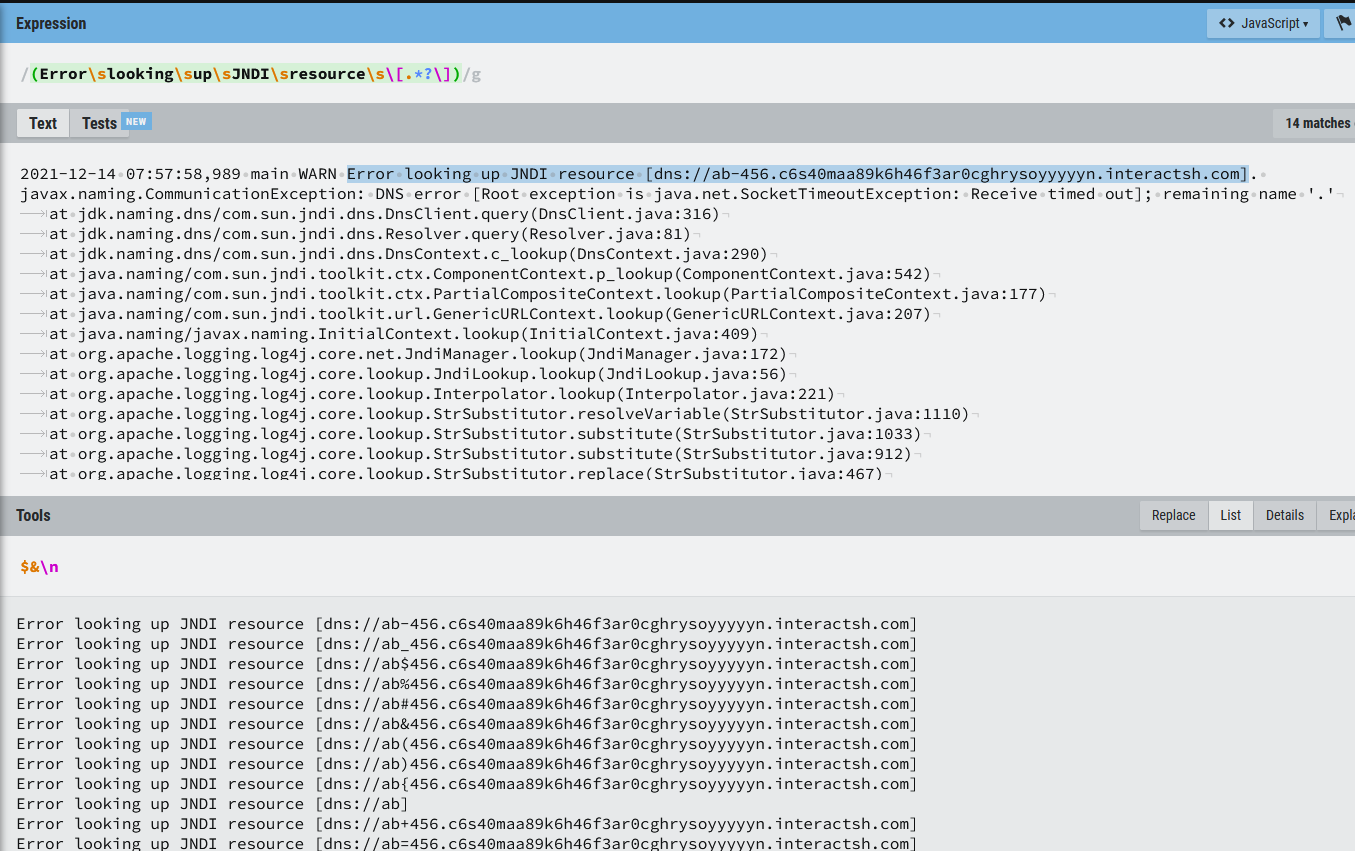 Expression
<> JavaScript ▾
/(Error\slooking\sup\sJNDI\sresource\s\[.*?\])/g
Text
Tests NEW
14 matches
2021-12-14 07:57:58,989 main WARN Error looking up JNDI resource [dns://ab-456.c6s40maa89k6h46f3ar0cghrysoyyyyyn.interactsh.com].
javax.naming.CommunicationException: DNS error [Root exception is java.net.SocketTimeoutException: Receive timed out]; remaining name '.'
at jdk.naming.dns/com.sun.jndi.dns.DnsClient.query(DnsClient.java:316)
at jdk.naming.dns/com.sun.jndi.dns.Resolver.query(Resolver.java:81)
at jdk.naming.dns/com.sun.jndi.dns.DnsContext.c_lookup(DnsContext.java:290)
at java.naming/com.sun.jndi.toolkit.ctx.ComponentContext.p_lookup(ComponentContext.java:542)
at java.naming/com.sun.jndi.toolkit.ctx.PartialCompositeContext.lookup(PartialCompositeContext.java:177)
at java.naming/com.sun.jndi.toolkit.url.GenericURLContext.lookup(GenericURLContext.java:207)
at java.naming/javax.naming.InitialContext.lookup(InitialContext.java:409)
at org.apache.logging.log4j.core.net.JndiManager.lookup(JndiManager.java:172)
at org.apache.logging.log4j.core.lookup.JndiLookup.lookup(JndiLookup.java:56)
at org.apache.logging.log4j.core.lookup.Interpolator.lookup(Interpolator.java:221)
at org.apache.logging.log4j.core.lookup.StrSubstitutor.resolveVariable(StrSubstitutor.java:1110)
at org.apache.logging.log4j.core.lookup.StrSubstitutor.substitute(StrSubstitutor.java:1033)
at org.apache.logging.log4j.core.lookup.StrSubstitutor.substitute(StrSubstitutor.java:912)
at org.apache.logging.log4j.core.lookup.StrSubstitutor.replace(StrSubstitutor.java:467)
Tools
Replace
List
Details
Expla
$&\n
Error looking up JNDI resource [dns://ab-456.c6s40maa89k6h46f3ar0cghrysoyyyyyn.interactsh.com]
Error looking up JNDI resource [dns://ab_456.c6s40maa89k6h46f3ar0cghrysoyyyyyn.interactsh.com]
Error looking up JNDI resource [dns://ab$456.c6s40maa89k6h46f3ar0cghrysoyyyyyn.interactsh.com]
Error looking up JNDI resource [dns://ab%456.c6s40maa89k6h46f3ar0cghrysoyyyyyn.interactsh.com]
Error looking up JNDI resource [dns://ab#456.c6s40maa89k6h46f3ar0cghrysoyyyyyn.interactsh.com]
Error looking up JNDI resource [dns://ab&456.c6s40maa89k6h46f3ar0cghrysoyyyyyn.interactsh.com]
Error looking up JNDI resource [dns://ab(456.c6s40maa89k6h46f3ar0cghrysoyyyyyn.interactsh.com]
Error looking up JNDI resource [dns://ab)456.c6s40maa89k6h46f3ar0cghrysoyyyyyn.interactsh.com]
Error looking up JNDI resource [dns://ab{456.c6s40maa89k6h46f3ar0cghrysoyyyyyn.interactsh.com]
Error looking up JNDI resource [dns://ab]
Error looking up JNDI resource [dns://ab+456.c6s40maa89k6h46f3ar0cghrysoyyyyyn.interactsh.com]
Error looking up JNDI resource [dns://ab=456.c6s40maa89k6h46f3ar0cghrysoyyyyyn.interactsh.com]